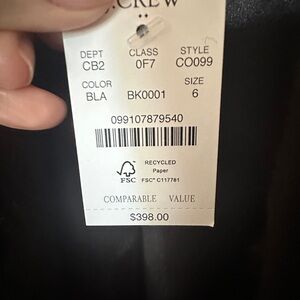 J.CREW
DEPT CLASS STYLE
CB2 0F7 CO099
COLOR SIZE
BLA BK0001 6
099107879540
FSC
RECYCLED
Paper
FSC® C117781
COMPARABLE VALUE
$398.00